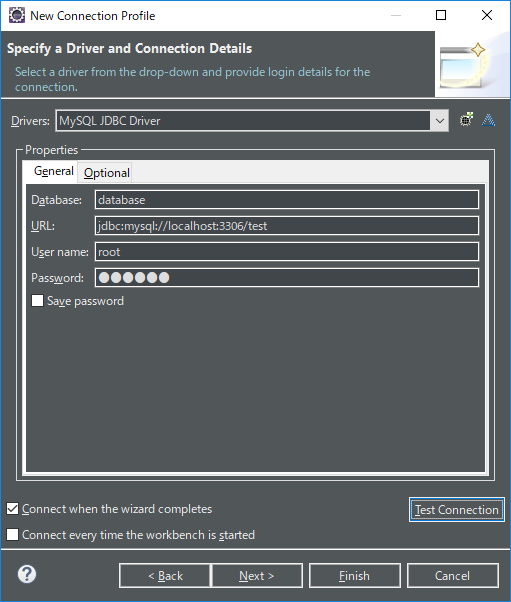 New Connection Profile
Specify a Driver and Connection Details
Select a driver from the drop-down and provide login details for the
connection.
Drivers: MySQL JDBC Driver
Properties
General Optional
Database: database
URL: jdbc:mysql://localhost:3306/test
User name: root
Password: ●●●●●●
Save password
Connect when the wizard completes
Test Connection
Connect every time the workbench is started
? < Back Next > Finish Cancel